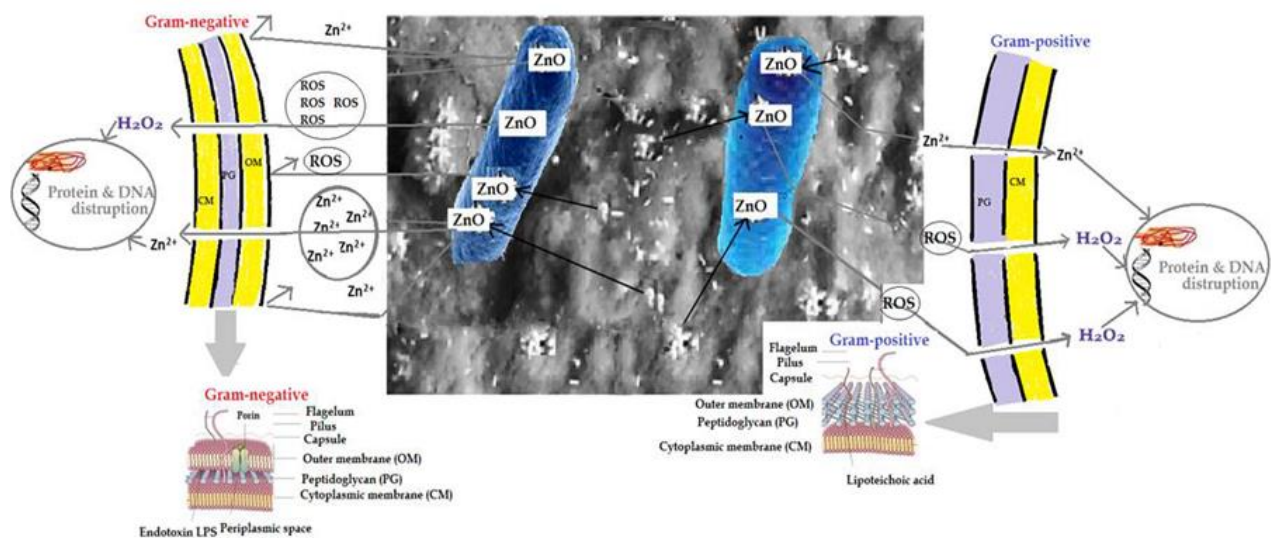 Gram-negative
Zn²⁺
ROS
ROS ROS
ROS
H₂O₂
OM
PG
CM
ROS
Protein & DNA
distruption
Zn²⁺
Zn²⁺
Zn²⁺
Zn²⁺
Zn²⁺ Zn²⁺
Zn²⁺
ZnO
ZnO
ZnO
ZnO
ZnO
ZnO
ZnO
Gram-positive
Zn²⁺
Zn²⁺
PG
CM
ROS
H₂O₂
ROS
H₂O₂
Protein & DNA
distruption
Gram-negative
Porin
Flagelum
Pilus
Capsule
Outer membrane (OM)
Peptidoglycan (PG)
Cytoplasmic membrane (CM)
Endotoxin LPS Periplasmic space
Gram-positive
Flagelum
Pilus
Capsule
Outer membrane (OM)
Peptidoglycan (PG)
Cytoplasmic membrane (CM)
Lipoteichoic acid